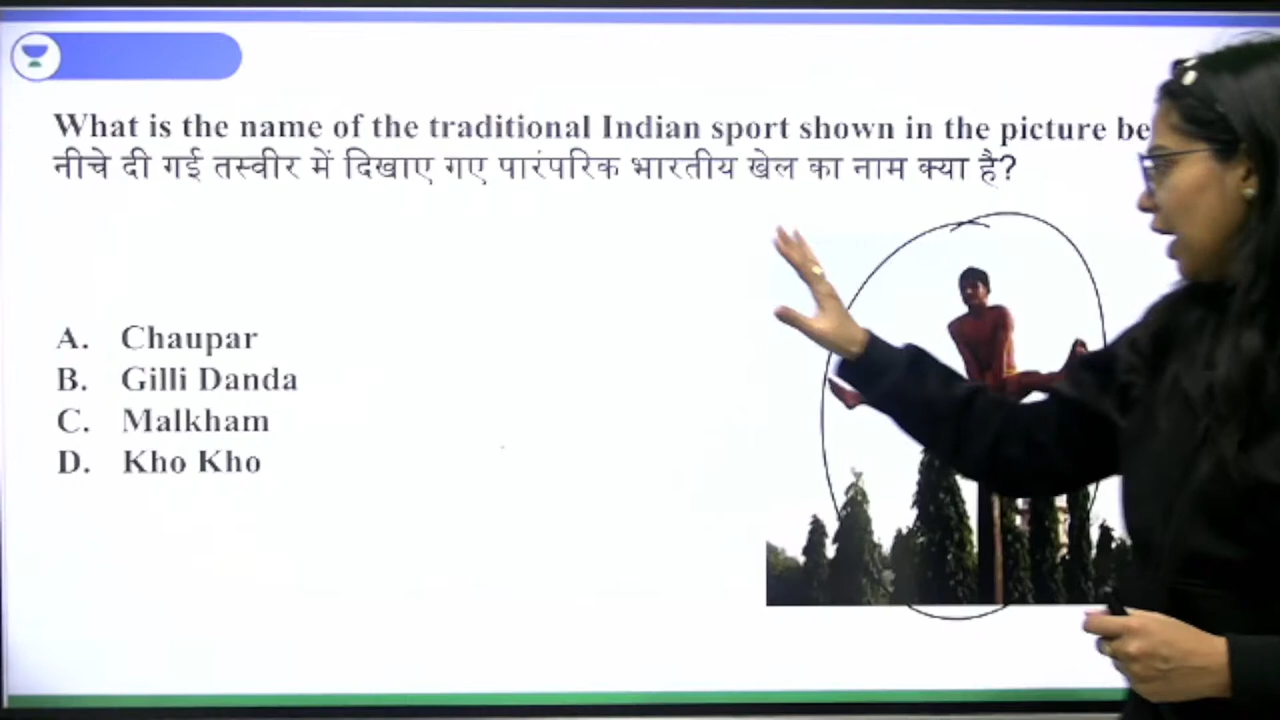 What is the name of the traditional Indian sport shown in the picture be
नीचे दी गई तस्वीर में दिखाए गए पारंपरिक भारतीय खेल का नाम क्या है?
A. Chaupar
B. Gilli Danda
C. Malkham
D. Kho Kho